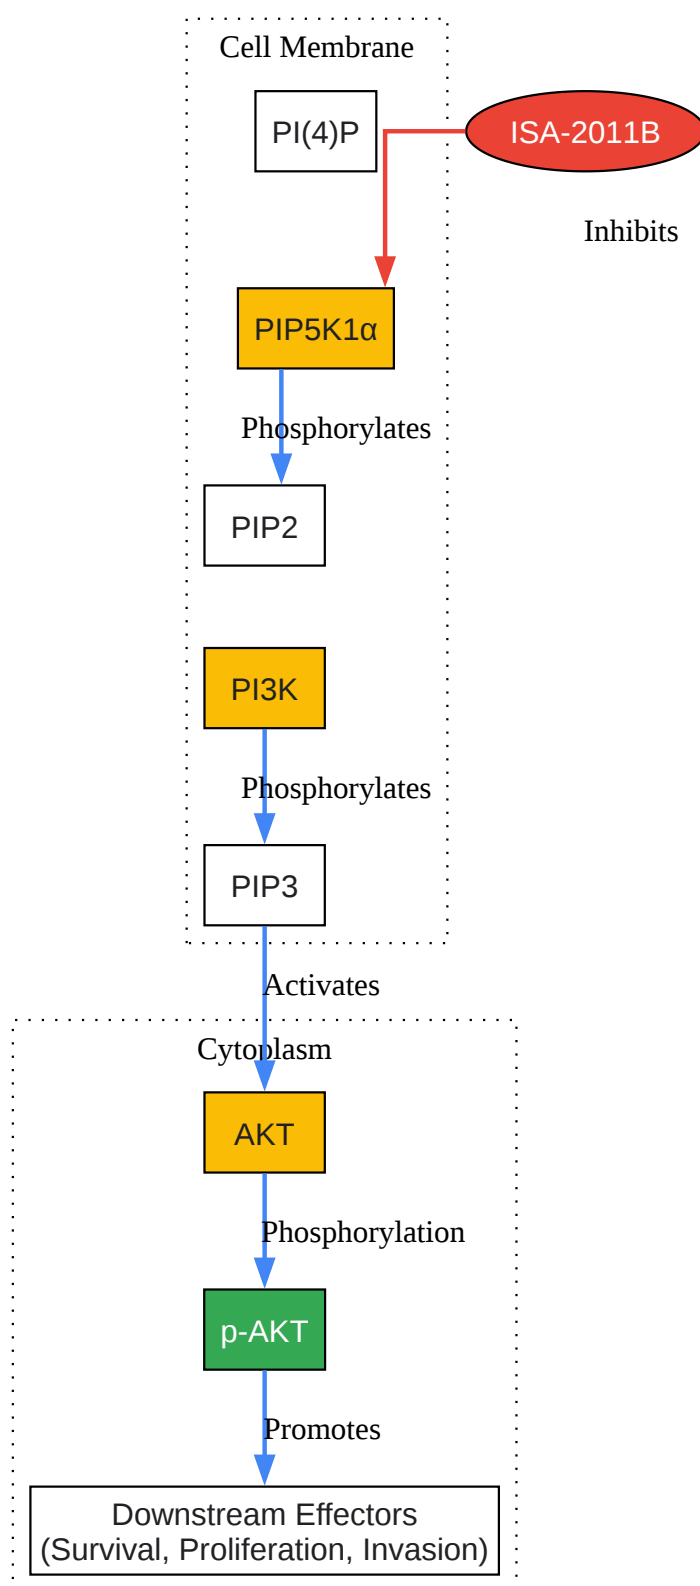 Cell Membrane
PI(4)P
ISA-2011B
Inhibits
PIP5K1α
Phosphorylates
PIP2
PI3K
Phosphorylates
PIP3
Activates
Cytoplasm
AKT
Phosphorylation
p-AKT
Promotes
Downstream Effectors
(Survival, Proliferation, Invasion)